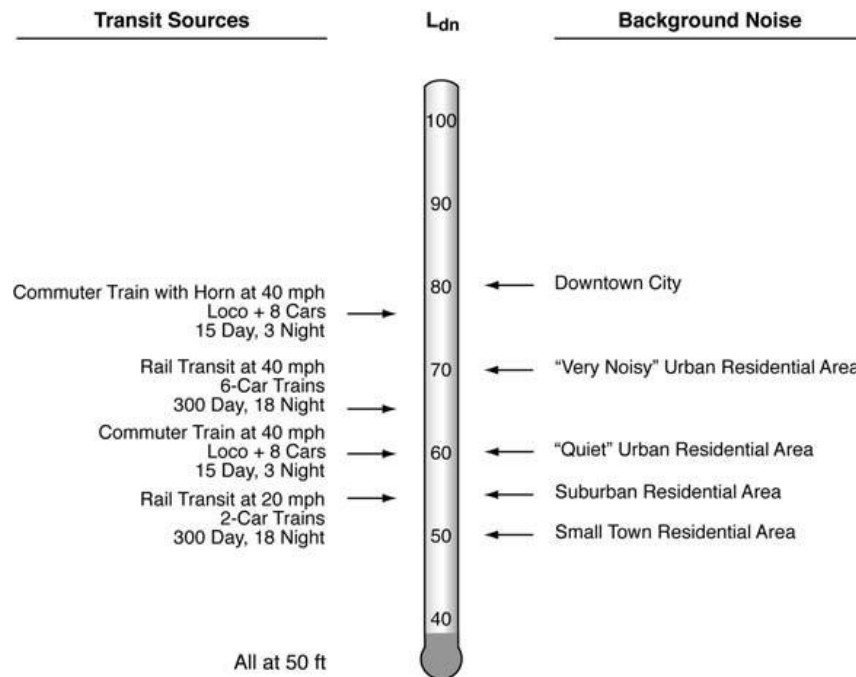 Transit Sources
L_dn
Background Noise
100
90
80
70
60
50
40
Commuter Train with Horn at 40 mph
Loco + 8 Cars
15 Day, 3 Night
Rail Transit at 40 mph
6-Car Trains
300 Day, 18 Night
Commuter Train at 40 mph
Loco + 8 Cars
15 Day, 3 Night
Rail Transit at 20 mph
2-Car Trains
300 Day, 18 Night
All at 50 ft
Downtown City
“Very Noisy” Urban Residential Area
“Quiet” Urban Residential Area
Suburban Residential Area
Small Town Residential Area